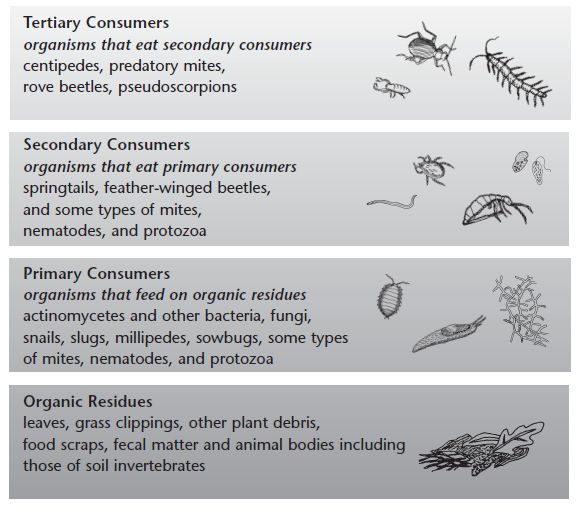 Tertiary Consumers
organisms that eat secondary consumers
centipedes, predatory mites,
rove beetles, pseudoscorpions
Secondary Consumers
organisms that eat primary consumers
springtails, feather-winged beetles,
and some types of mites,
nematodes, and protozoa
Primary Consumers
organisms that feed on organic residues
actinomycetes and other bacteria, fungi,
snails, slugs, millipedes, sowbugs, some types
of mites, nematodes, and protozoa
Organic Residues
leaves, grass clippings, other plant debris,
food scraps, fecal matter and animal bodies including
those of soil invertebrates